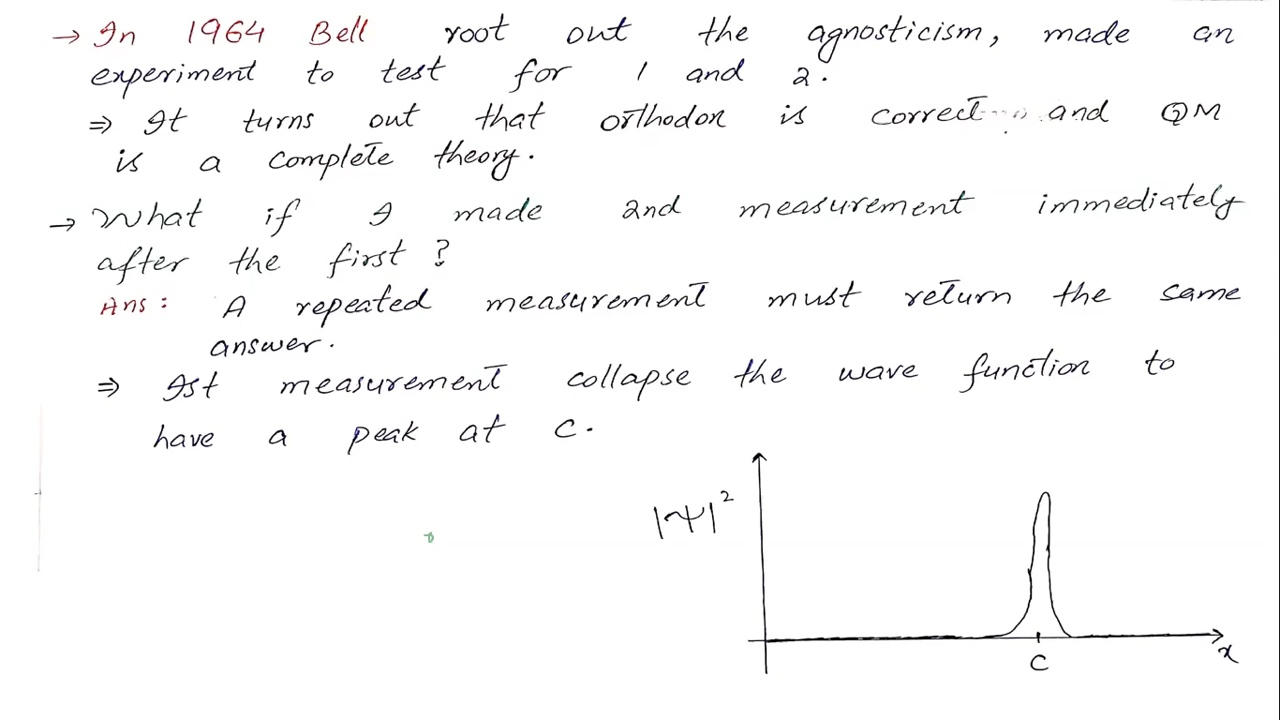 → In 1964 Bell root out the agnosticism, made an
experiment to test for 1 and 2.
⇒ It turns out that orthodox is correct and QM
is a complete theory.
→ What if I made 2nd measurement immediately
after the first ?
Ans : A repeated measurement must return the same
answer.
⇒ Ist measurement collapse the wave function to
have a peak at C.
|Ψ|²
C
x